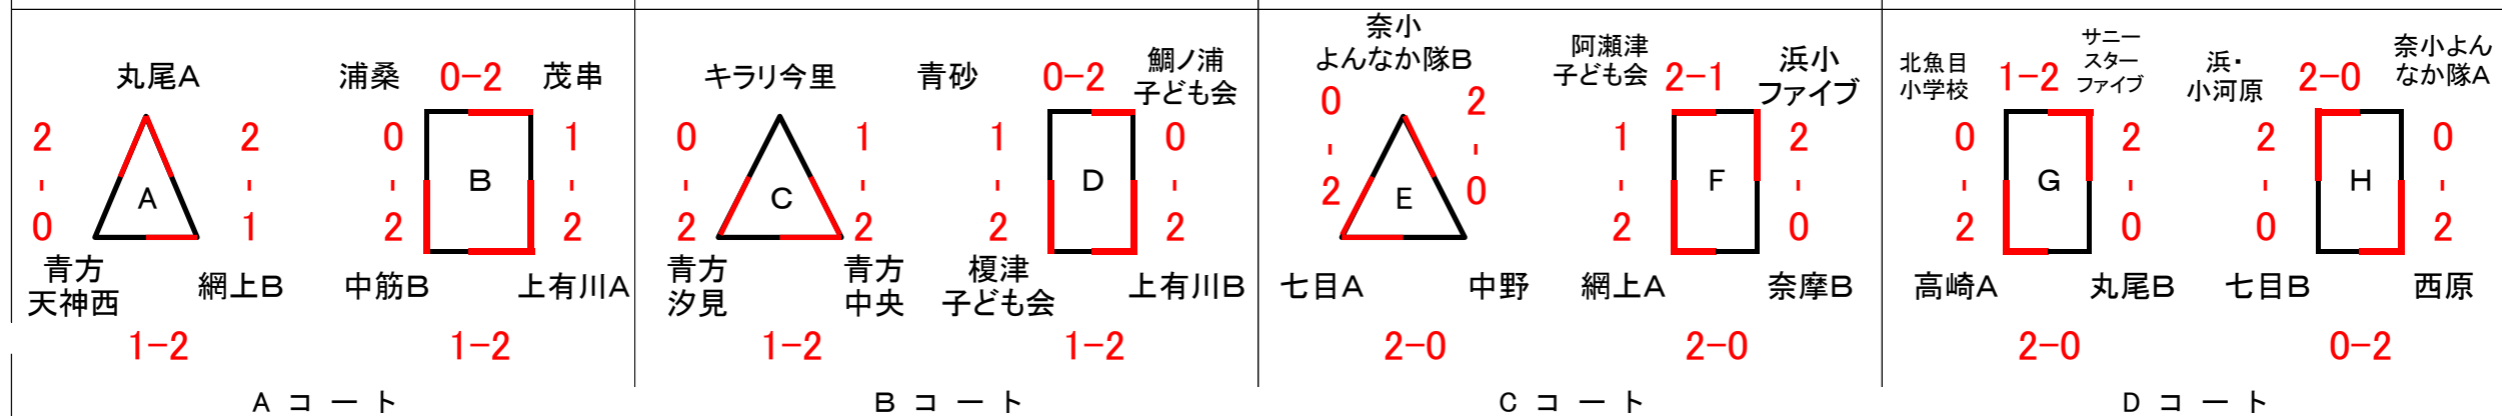 丸尾A
2
-
0
2
-
1
A
青方
天神西
網上B
1-2
浦桑
0-2
茂串
0
-
2
B
1
-
2
中筋B
上有川A
1-2
Aコート
キラリ今里
0
-
2
C
1
-
2
青方
汐見
青方
中央
1-2
青砂
0-2
鯛ノ浦
子ども会
1
-
2
D
0
-
2
榎津
子ども会
上有川B
1-2
Bコート
奈小
よんなか隊B
0
-
2
E
2
-
0
七目A
中野
2-0
阿瀬津
子ども会
2-1
浜小
ファイブ
1
-
2
F
2
-
0
網上A
奈摩B
2-0
Cコート
北魚目
小学校
1-2
サニー
スター
ファイブ
0
-
2
G
2
-
0
高崎A
丸尾B
2-0
浜・
小河原
2-0
奈小よん
なか隊A
2
-
0
H
0
-
2
七目B
西原
0-2
Dコート